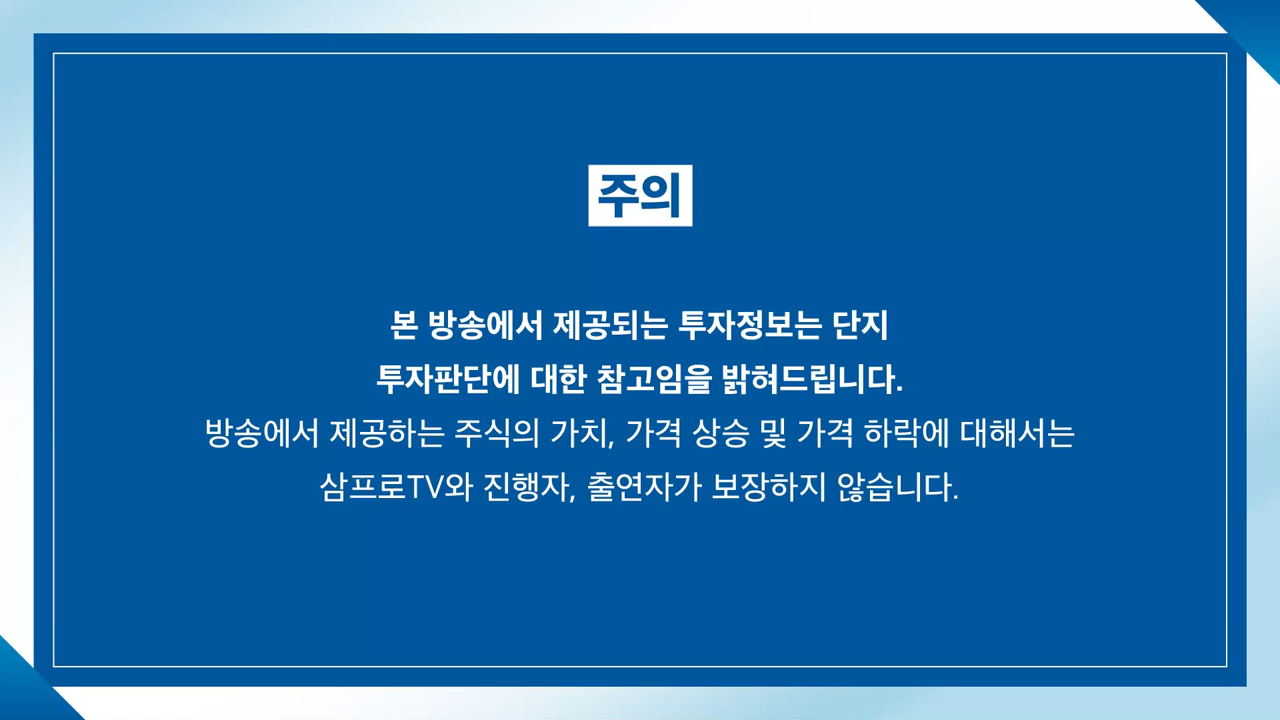 주의
본 방송에서 제공되는 투자정보는 단지
투자판단에 대한 참고임을 밝혀드립니다.
방송에서 제공하는 주식의 가치, 가격 상승 및 가격 하락에 대해서는
삼프로TV와 진행자, 출연자가 보장하지 않습니다.